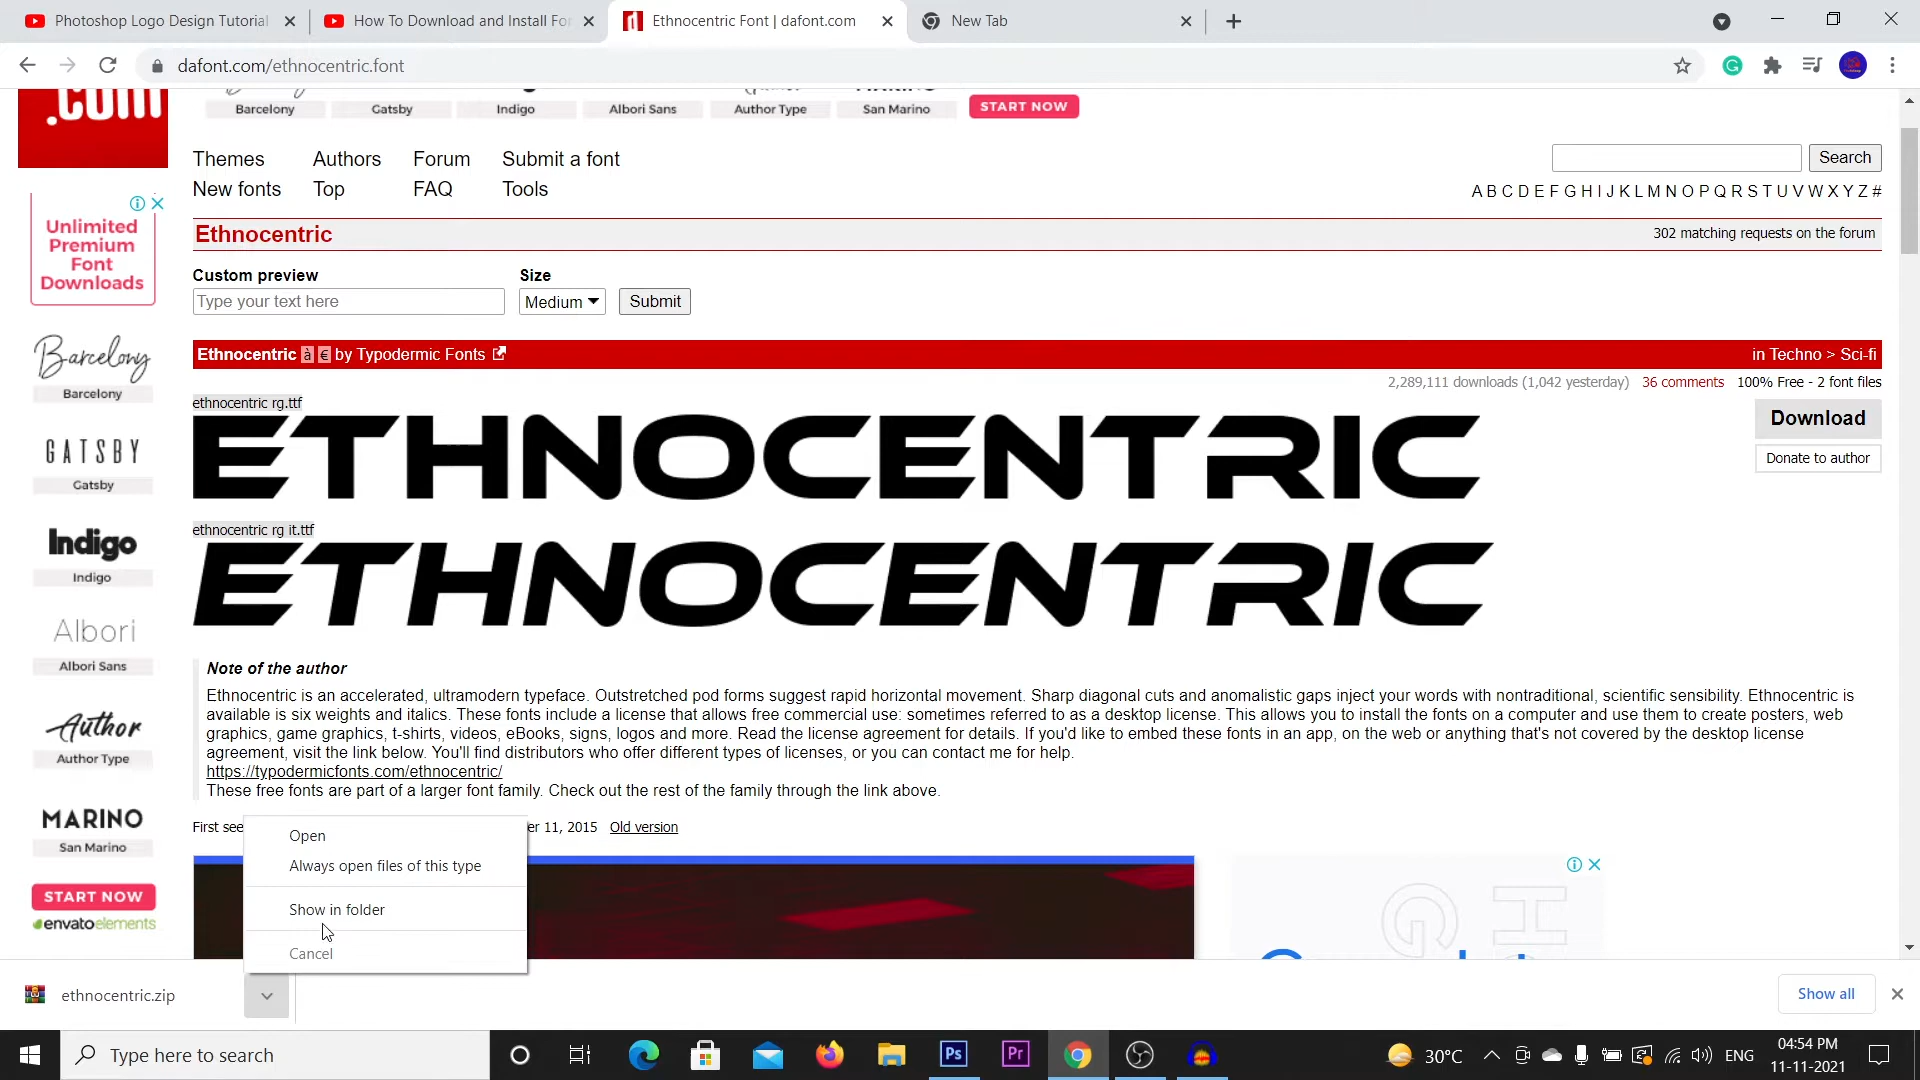 Photoshop Logo Design Tutorial
How To Download and Install Fo
Ethnocentric Font | dafont.com
New Tab
dafont.com/ethnocentric.font
.com
Barcelony
Gatsby
Indigo
Albori Sans
Author Type
San Marino
START NOW
Themes
Authors
Forum
Submit a font
Search
New fonts
Top
FAQ
Tools
A B C D E F G H I J K L M N O P Q R S T U V W X Y Z #
Unlimited
Premium
Font
Downloads
Ethnocentric
302 matching requests on the forum
Custom preview
Size
Type your text here
Medium
Submit
Barcelony
Barcelony
GATSBY
Gatsby
Indigo
Indigo
Albori
Albori Sans
Author
Author Type
MARINO
San Marino
START NOW
envatoelements
Ethnocentric à € by Typodermic Fonts
in Techno > Sci-fi
2,289,111 downloads (1,042 yesterday) 36 comments 100% Free - 2 font files
ethnocentric rg.ttf
ETHNOCENTRIC
Download
Donate to author
ethnocentric rg it.ttf
ETHNOCENTRIC
Note of the author
Ethnocentric is an accelerated, ultramodern typeface. Outstretched pod forms suggest rapid horizontal movement. Sharp diagonal cuts and anomalistic gaps inject your words with nontraditional, scientific sensibility. Ethnocentric is
available is six weights and italics. These fonts include a license that allows free commercial use: sometimes referred to as a desktop license. This allows you to install the fonts on a computer and use them to create posters, web
graphics, game graphics, t-shirts, videos, eBooks, signs, logos and more. Read the license agreement for details. If you'd like to embed these fonts in an app, on the web or anything that's not covered by the desktop license
agreement, visit the link below. You'll find distributors who offer different types of licenses, or you can contact me for help.
https://typodermicfonts.com/ethnocentric/
These free fonts are part of a larger font family. Check out the rest of the family through the link above.
First see
er 11, 2015 Old version
Open
Always open files of this type
Show in folder
Cancel
G H
ethnocentric.zip
Show all
Type here to search
Ps
Pr
30°C
ENG
04:54 PM
11-11-2021